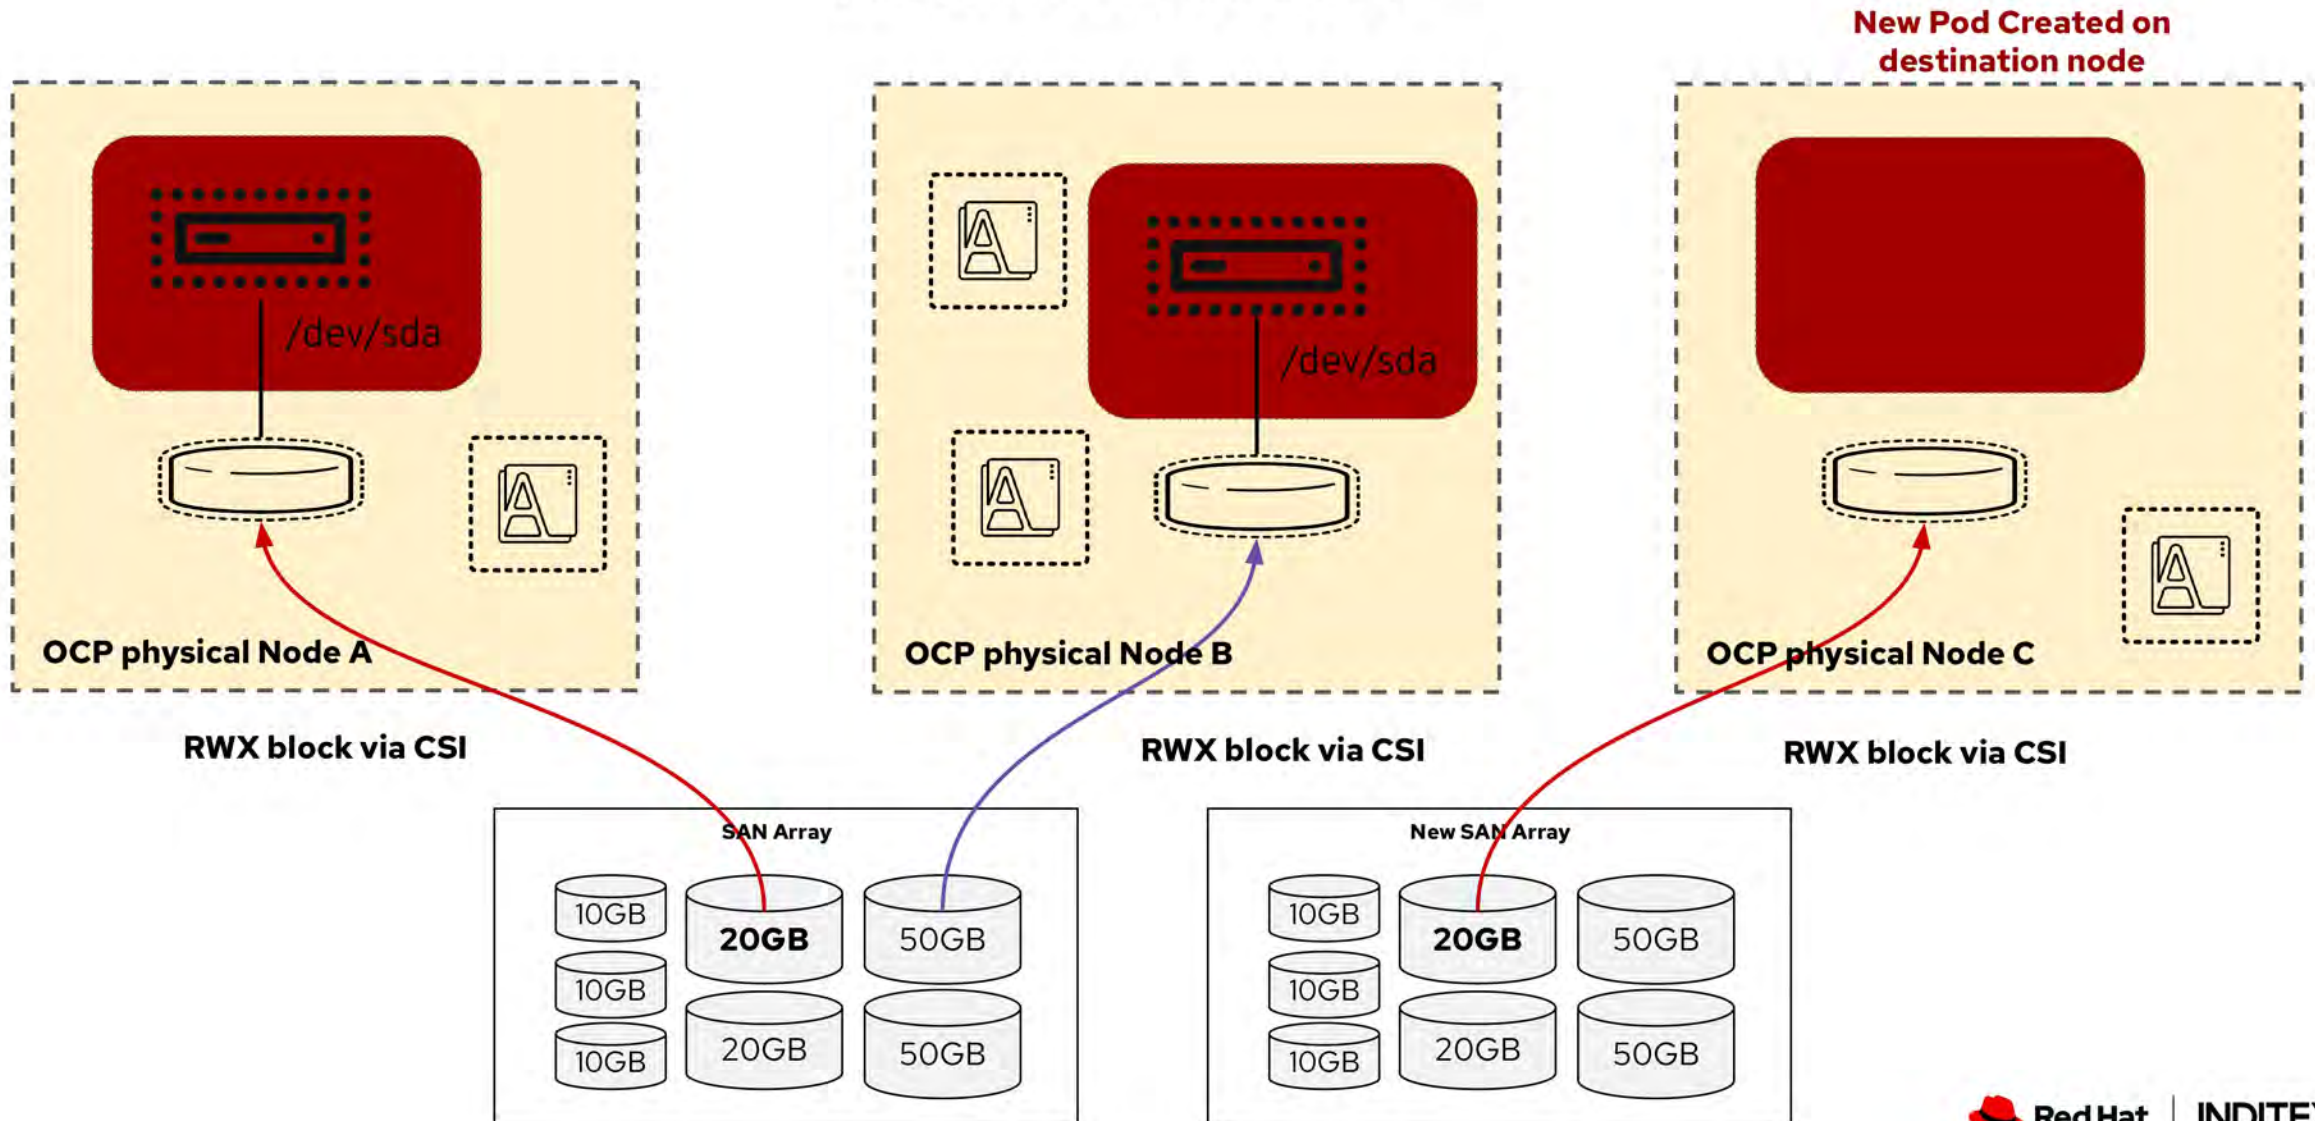 New Pod Created on
destination node
/dev/sda
/dev/sda
OCP physical Node A
OCP physical Node B
OCP physical Node C
RWX block via CSI
RWX block via CSI
RWX block via CSI
SAN Array
10GB
20GB
50GB
10GB
10GB
20GB
50GB
New SAN Array
10GB
20GB
50GB
10GB
10GB
20GB
50GB
Red Hat
INDITEX